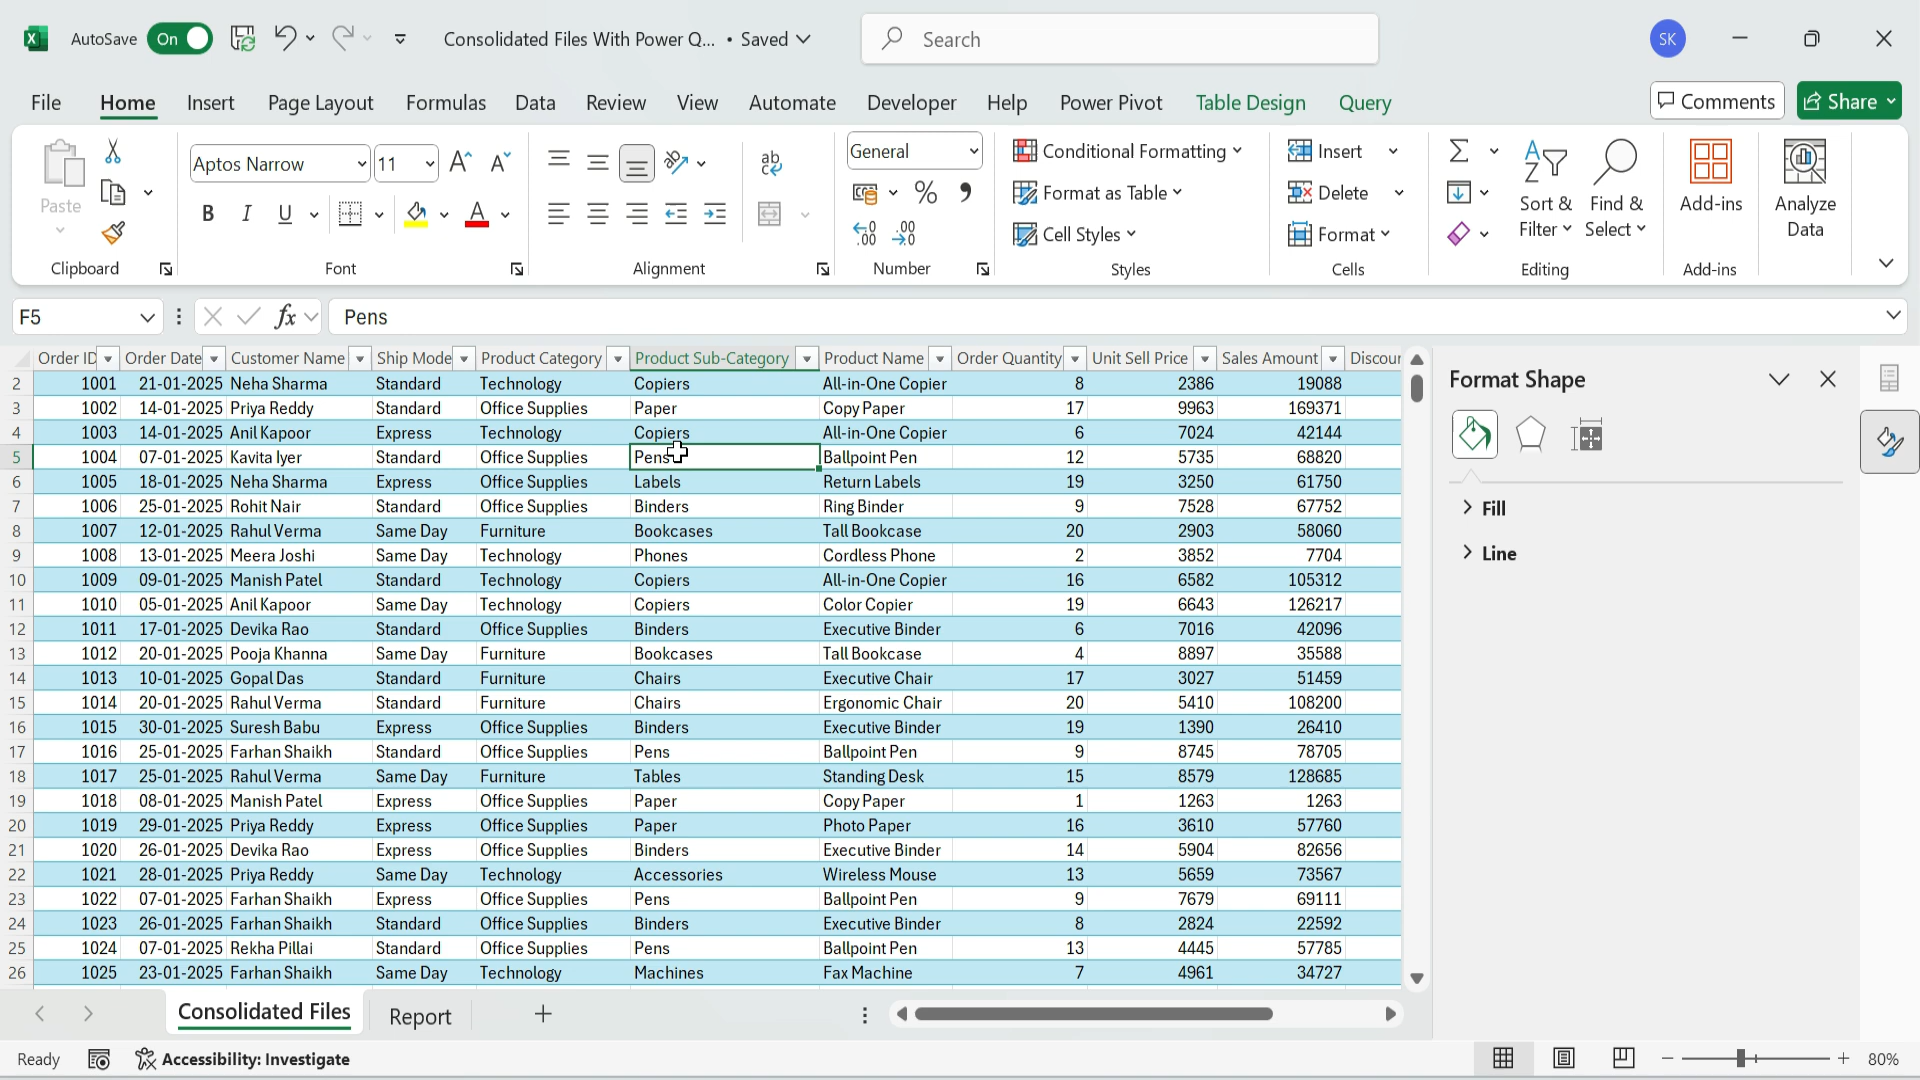 AutoSave On Consolidated Files With Power Q... • Saved Search SK
File Home Insert Page Layout Formulas Data Review View Automate Developer Help Power Pivot Table Design Query Comments Share
Paste Aptos Narrow 11 General Conditional Formatting Format as Table Cell Styles Insert Delete Format Sort & Filter Find & Select Add-ins Analyze Data
Clipboard Font Alignment Number Styles Cells Editing Add-ins
F5 fx Pens
Order ID Order Date Customer Name Ship Mode Product Category Product Sub-Category Product Name Order Quantity Unit Sell Price Sales Amount Discour
2 1001 21-01-2025 Neha Sharma Standard Technology Copiers All-in-One Copier 8 2386 19088
3 1002 14-01-2025 Priya Reddy Standard Office Supplies Paper Copy Paper 17 9963 169371
4 1003 14-01-2025 Anil Kapoor Express Technology Copiers All-in-One Copier 6 7024 42144
5 1004 07-01-2025 Kavita Iyer Standard Office Supplies Pens Ballpoint Pen 12 5735 68820
6 1005 18-01-2025 Neha Sharma Express Office Supplies Labels Return Labels 19 3250 61750
7 1006 25-01-2025 Rohit Nair Standard Office Supplies Binders Ring Binder 9 7528 67752
8 1007 12-01-2025 Rahul Verma Same Day Furniture Bookcases Tall Bookcase 20 2903 58060
9 1008 13-01-2025 Meera Joshi Same Day Technology Phones Cordless Phone 2 3852 7704
10 1009 09-01-2025 Manish Patel Standard Technology Copiers All-in-One Copier 16 6582 105312
11 1010 05-01-2025 Anil Kapoor Same Day Technology Copiers Color Copier 19 6643 126217
12 1011 17-01-2025 Devika Rao Standard Office Supplies Binders Executive Binder 6 7016 42096
13 1012 20-01-2025 Pooja Khanna Same Day Furniture Bookcases Tall Bookcase 4 8897 35588
14 1013 10-01-2025 Gopal Das Standard Furniture Chairs Executive Chair 17 3027 51459
15 1014 20-01-2025 Rahul Verma Standard Furniture Chairs Ergonomic Chair 20 5410 108200
16 1015 30-01-2025 Suresh Babu Express Office Supplies Binders Executive Binder 19 1390 26410
17 1016 25-01-2025 Farhan Shaikh Standard Office Supplies Pens Ballpoint Pen 9 8745 78705
18 1017 25-01-2025 Rahul Verma Same Day Furniture Tables Standing Desk 15 8579 128685
19 1018 08-01-2025 Manish Patel Express Office Supplies Paper Copy Paper 1 1263 1263
20 1019 29-01-2025 Priya Reddy Express Office Supplies Paper Photo Paper 16 3610 57760
21 1020 26-01-2025 Devika Rao Express Office Supplies Binders Executive Binder 14 5904 82656
22 1021 28-01-2025 Priya Reddy Same Day Technology Accessories Wireless Mouse 13 5659 73567
23 1022 07-01-2025 Farhan Shaikh Express Office Supplies Pens Ballpoint Pen 9 7679 69111
24 1023 26-01-2025 Farhan Shaikh Standard Office Supplies Binders Executive Binder 8 2824 22592
25 1024 07-01-2025 Rekha Pillai Standard Office Supplies Pens Ballpoint Pen 13 4445 57785
26 1025 23-01-2025 Farhan Shaikh Same Day Technology Machines Fax Machine 7 4961 34727
Format Shape
Fill
Line
Consolidated Files Report
Ready Accessibility: Investigate 80%